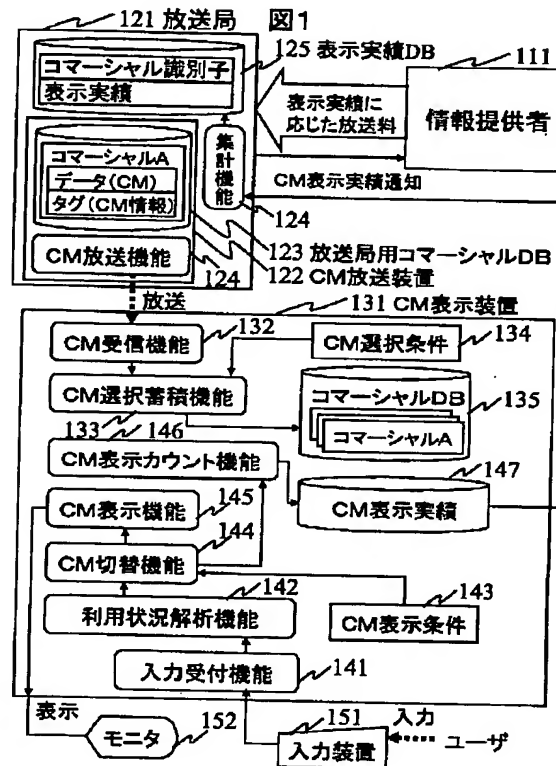 121 放送局
図1
125 表示実績DB
コマーシャル識別子
表示実績
111
情報提供者
表示実績に
応じた放送料
集計機能
124
CM表示実績通知
コマーシャルA
データ(CM)
タグ(CM情報)
CM放送機能
124
123 放送局用コマーシャルDB
122 CM放送装置
放送
131 CM表示装置
CM受信機能
132
CM選択条件
134
CM選択蓄積機能
133
コマーシャルDB
コマーシャルA
135
146
CM表示カウント機能
147
CM表示実績
CM表示機能
145
CM切替機能
144
142
利用状況解析機能
143
CM表示条件
入力受付機能
141
表示
モニタ
152
151
入力装置
入力
ユーザ